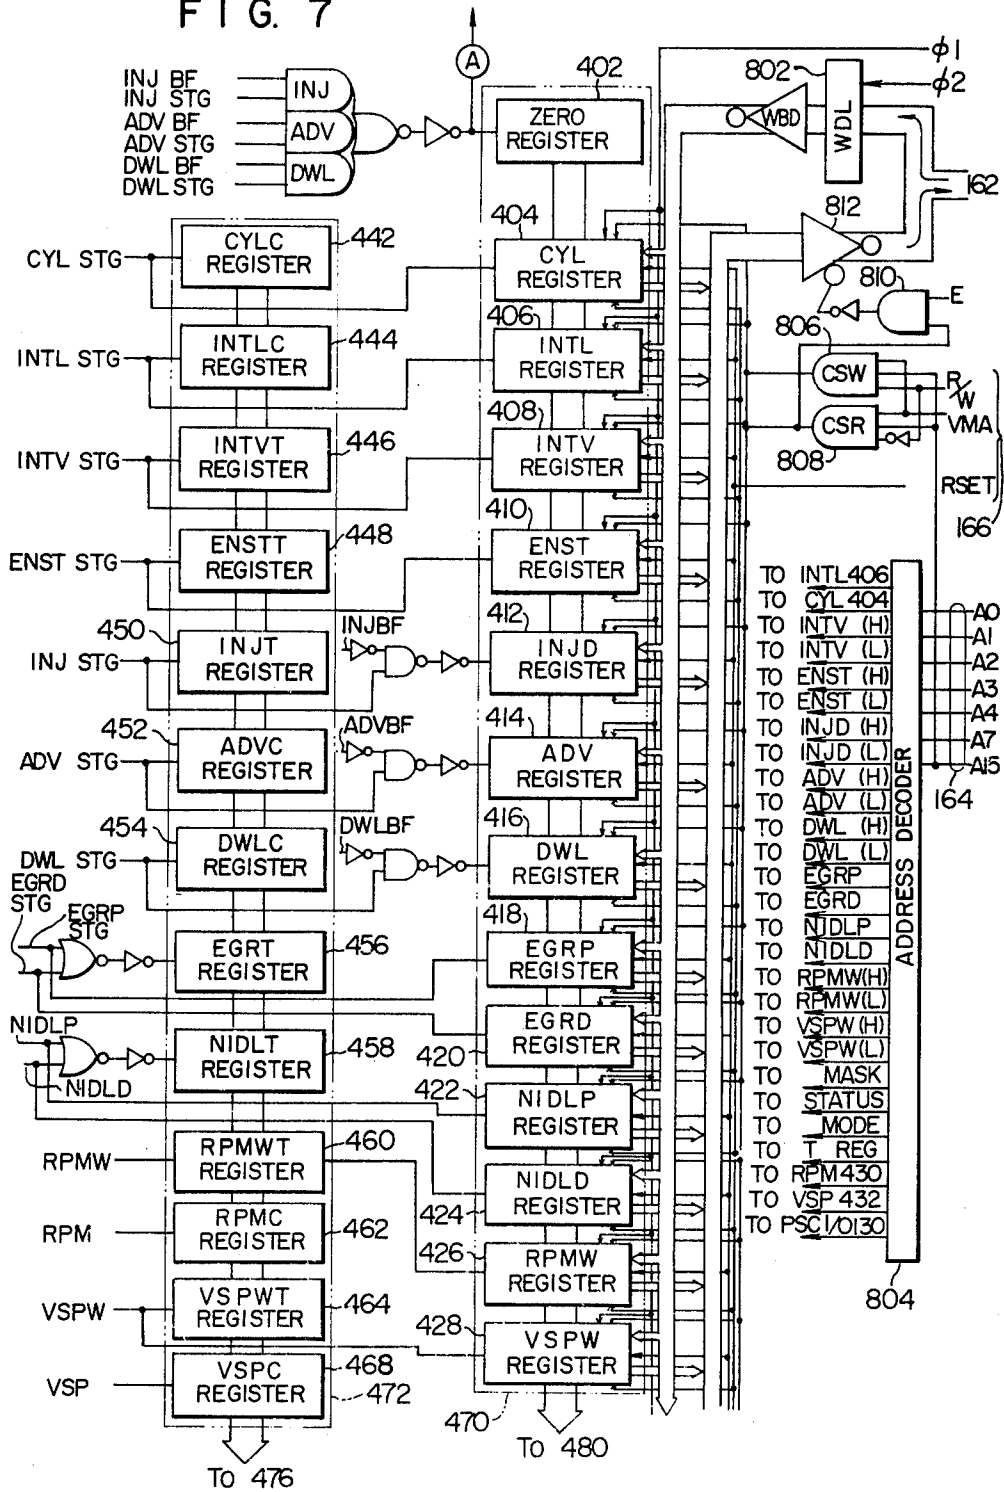 FIG. 7
INJ BF
INJ STG
ADV BF
ADV STG
DWL BF
DWL STG
INJ
ADV
DWL
A
402
ZERO
REGISTER
φ1
802
φ2
WBD
WDL
162
812
810
E
806
CSW
R/W
VMA
CSR
808
RSET
166
CYL STG
CYLC
REGISTER
442
404
CYL
REGISTER
INTL STG
INTLC
REGISTER
444
406
INTL
REGISTER
INTV STG
INTVT
REGISTER
446
408
INTV
REGISTER
ENST STG
ENSTT
REGISTER
448
410
ENST
REGISTER
450
INJ STG
INJT
REGISTER
INJBF
412
INJD
REGISTER
452
ADV STG
ADVC
REGISTER
ADVBF
414
ADV
REGISTER
454
DWL STG
DWLC
REGISTER
DWLBF
416
DWL
REGISTER
EGRD
STG
EGRP
STG
EGRT
REGISTER
456
418
EGRP
REGISTER
EGRD
REGISTER
420
NIDLP
NIDLD
NIDLT
REGISTER
458
422
NIDLP
REGISTER
RPMW
RPMWT
REGISTER
460
NIDLD
REGISTER
424
RPM
RPMC
REGISTER
462
426
RPMW
REGISTER
VSPW
VSPWT
REGISTER
464
428
VSPW
REGISTER
VSP
VSPC
REGISTER
468
472
470
TO 476
TO 480
TO INTL406
TO CYL404
TO INTV (H)
TO INTV (L)
TO ENST (H)
TO ENST (L)
TO INJD (H)
TO INJD (L)
TO ADV (H)
TO ADV (L)
TO DWL (H)
TO DWL (L)
TO EGRP
TO EGRD
TO NIDLP
TO NIDLD
TO RPMW(H)
TO RPMW(L)
TO VSPW(H)
TO VSPW(L)
TO MASK
TO STATUS
TO MODE
TO T REG
TO RPM430
TO VSP432
TO PSCI/O130
ADDRESS DECODER
804
A0
A1
A2
A3
A4
A7
A15
164